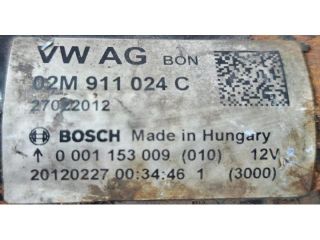 VW AG BON
02M 911 024 C
27022012
BOSCH Made in Hungary
↑ 0 001 153 009 (010) 12V
20120227 00:34:46 1 (3000)